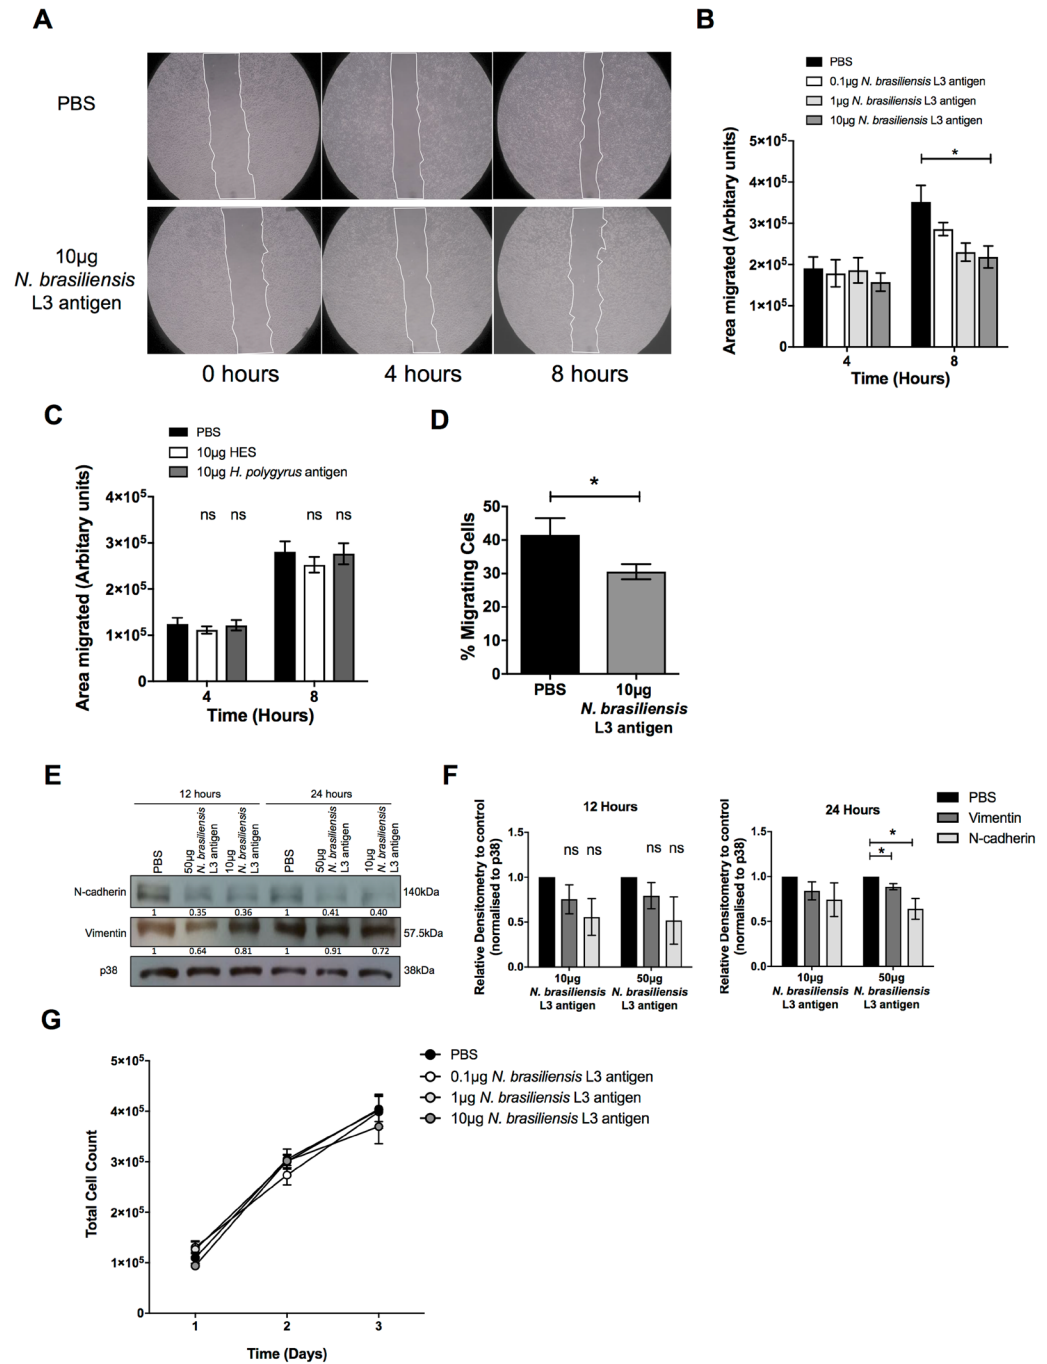 A
PBS
10µg
N. brasiliensis
L3 antigen
0 hours
4 hours
8 hours
B
PBS
0.1µg N. brasiliensis L3 antigen
1µg N. brasiliensis L3 antigen
10µg N. brasiliensis L3 antigen
Area migrated (Arbitary units)
5×10⁵
4×10⁵
3×10⁵
2×10⁵
1×10⁵
0
*
4
8
Time (Hours)
C
PBS
10µg HES
10µg H. polygyrus antigen
Area migrated (Arbitary units)
4×10⁵
3×10⁵
2×10⁵
1×10⁵
0
ns ns
ns ns
4
8
Time (Hours)
D
% Migrating Cells
50
40
30
20
10
0
*
PBS
10µg
N. brasiliensis
L3 antigen
E
12 hours
24 hours
PBS
50µg
N. brasiliensis
L3 antigen
10µg
N. brasiliensis
L3 antigen
PBS
50µg
N. brasiliensis
L3 antigen
10µg
N. brasiliensis
L3 antigen
N-cadherin
140kDa
1 0.35 0.36 1 0.41 0.40
Vimentin
57.5kDa
1 0.64 0.81 1 0.91 0.72
p38
38kDa
F
12 Hours
Relative Densitometry to control
(normalised to p38)
1.5
1.0
0.5
0.0
ns ns
ns ns
10µg
N. brasiliensis
L3 antigen
50µg
N. brasiliensis
L3 antigen
24 Hours
Relative Densitometry to control
(normalised to p38)
1.5
1.0
0.5
0.0
*
*
10µg
N. brasiliensis
L3 antigen
50µg
N. brasiliensis
L3 antigen
PBS
Vimentin
N-cadherin
G
Total Cell Count
5×10⁵
4×10⁵
3×10⁵
2×10⁵
1×10⁵
0
1
2
3
Time (Days)
PBS
0.1µg N. brasiliensis L3 antigen
1µg N. brasiliensis L3 antigen
10µg N. brasiliensis L3 antigen